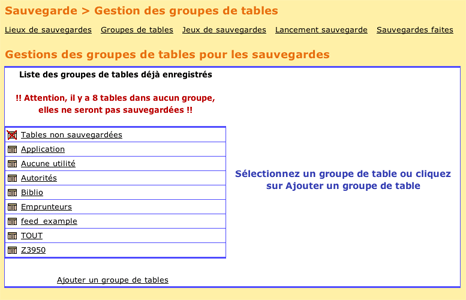 Sauvegarde > Gestion des groupes de tables
Lieux de sauvegardes Groupes de tables Jeux de sauvegardes Lancement sauvegarde Sauvegardes faites
Gestions des groupes de tables pour les sauvegardes
Liste des groupes de tables déjà enregistrés
!! Attention, il y a 8 tables dans aucun groupe,
elles ne seront pas sauvegardées !!
Tables non sauvegardées
Application
Aucune utilité
Autorités
Biblio
Emprunteurs
feed_example
TOUT
Z3950
Ajouter un groupe de tables
Sélectionnez un groupe de table ou cliquez
sur Ajouter un groupe de table